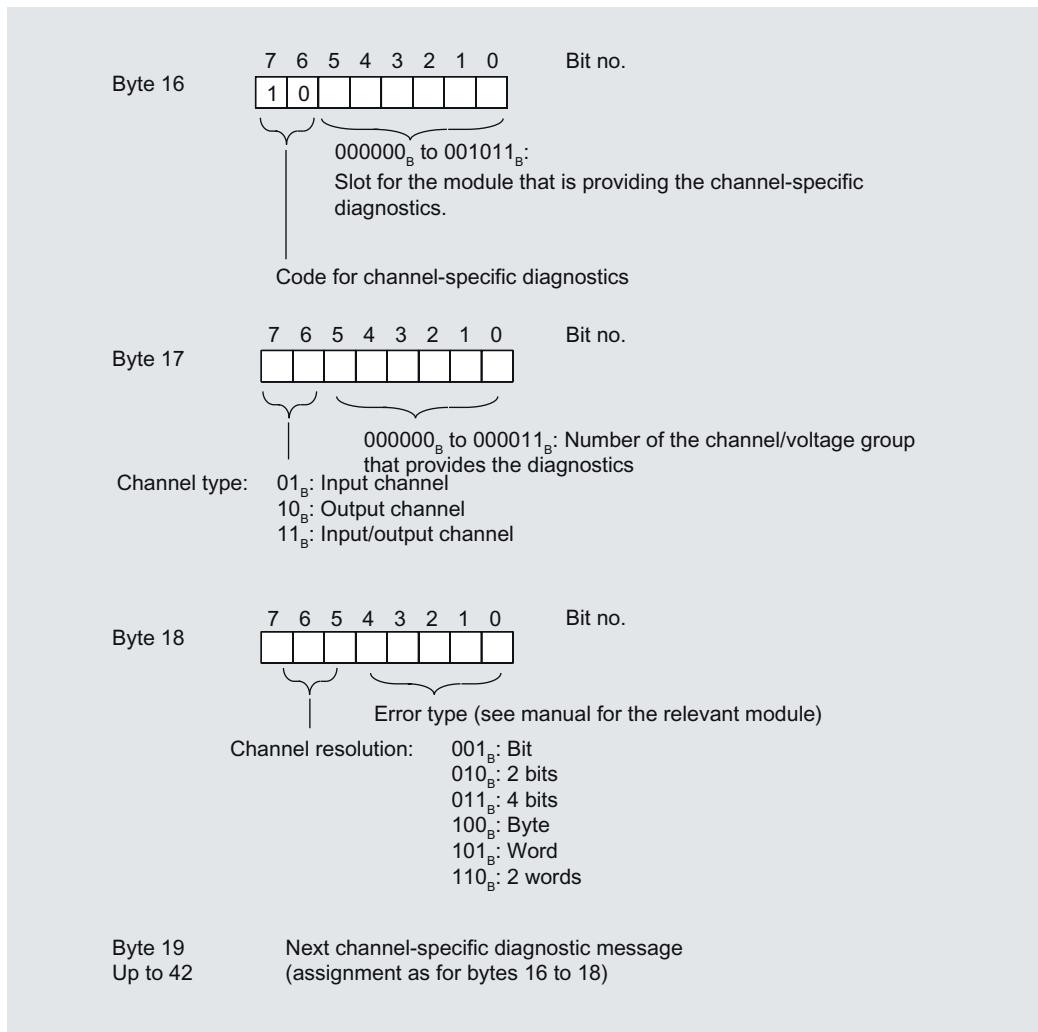 7 6 5 4 3 2 1 0 Bit no.
Byte 16
1 0
000000B to 001011B:
Slot for the module that is providing the channel-specific
diagnostics.
Code for channel-specific diagnostics
7 6 5 4 3 2 1 0 Bit no.
Byte 17
000000B to 000011B: Number of the channel/voltage group
that provides the diagnostics
Channel type: 01B: Input channel
10B: Output channel
11B: Input/output channel
7 6 5 4 3 2 1 0 Bit no.
Byte 18
Error type (see manual for the relevant module)
Channel resolution: 001B: Bit
010B: 2 bits
011B: 4 bits
100B: Byte
101B: Word
110B: 2 words
Byte 19 Next channel-specific diagnostic message
Up to 42 (assignment as for bytes 16 to 18)